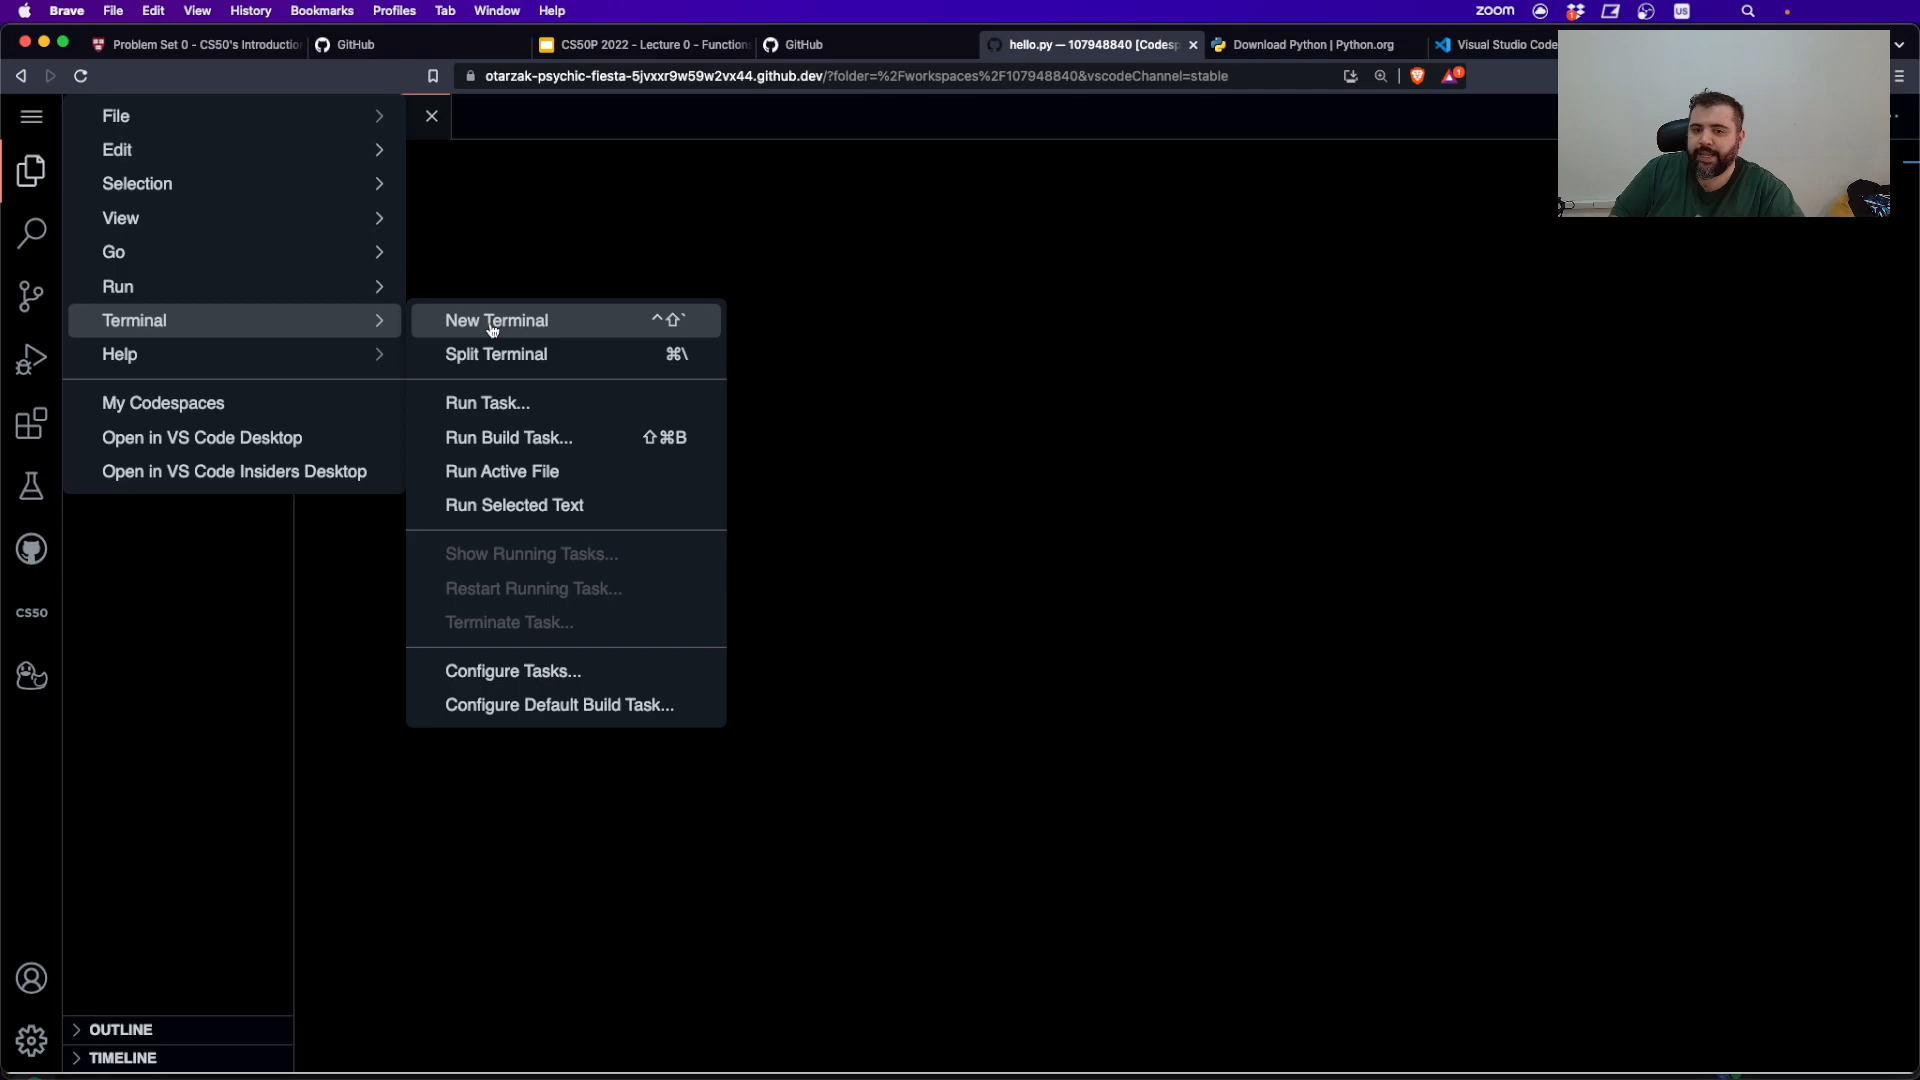 Brave File Edit View History Bookmarks Profiles Tab Window Help zoom US
Problem Set 0 - CS50's Introductio
GitHub
CS50P 2022 - Lecture 0 - Function
GitHub
hello.py — 107948840 [Codesp
Download Python | Python.org
Visual Studio Code
otarzak-psychic-fiesta-5jvxxr9w59w2vx44.github.dev/?folder=%2Fworkspaces%2F107948840&vscodeChannel=stable
1
File
Edit
Selection
View
Go
Run
Terminal
Help
My Codespaces
Open in VS Code Desktop
Open in VS Code Insiders Desktop
New Terminal ^⇧`
Split Terminal ⌘\
Run Task...
Run Build Task... ⇧⌘B
Run Active File
Run Selected Text
Show Running Tasks...
Restart Running Task...
Terminate Task...
Configure Tasks...
Configure Default Build Task...
CS50
OUTLINE
TIMELINE